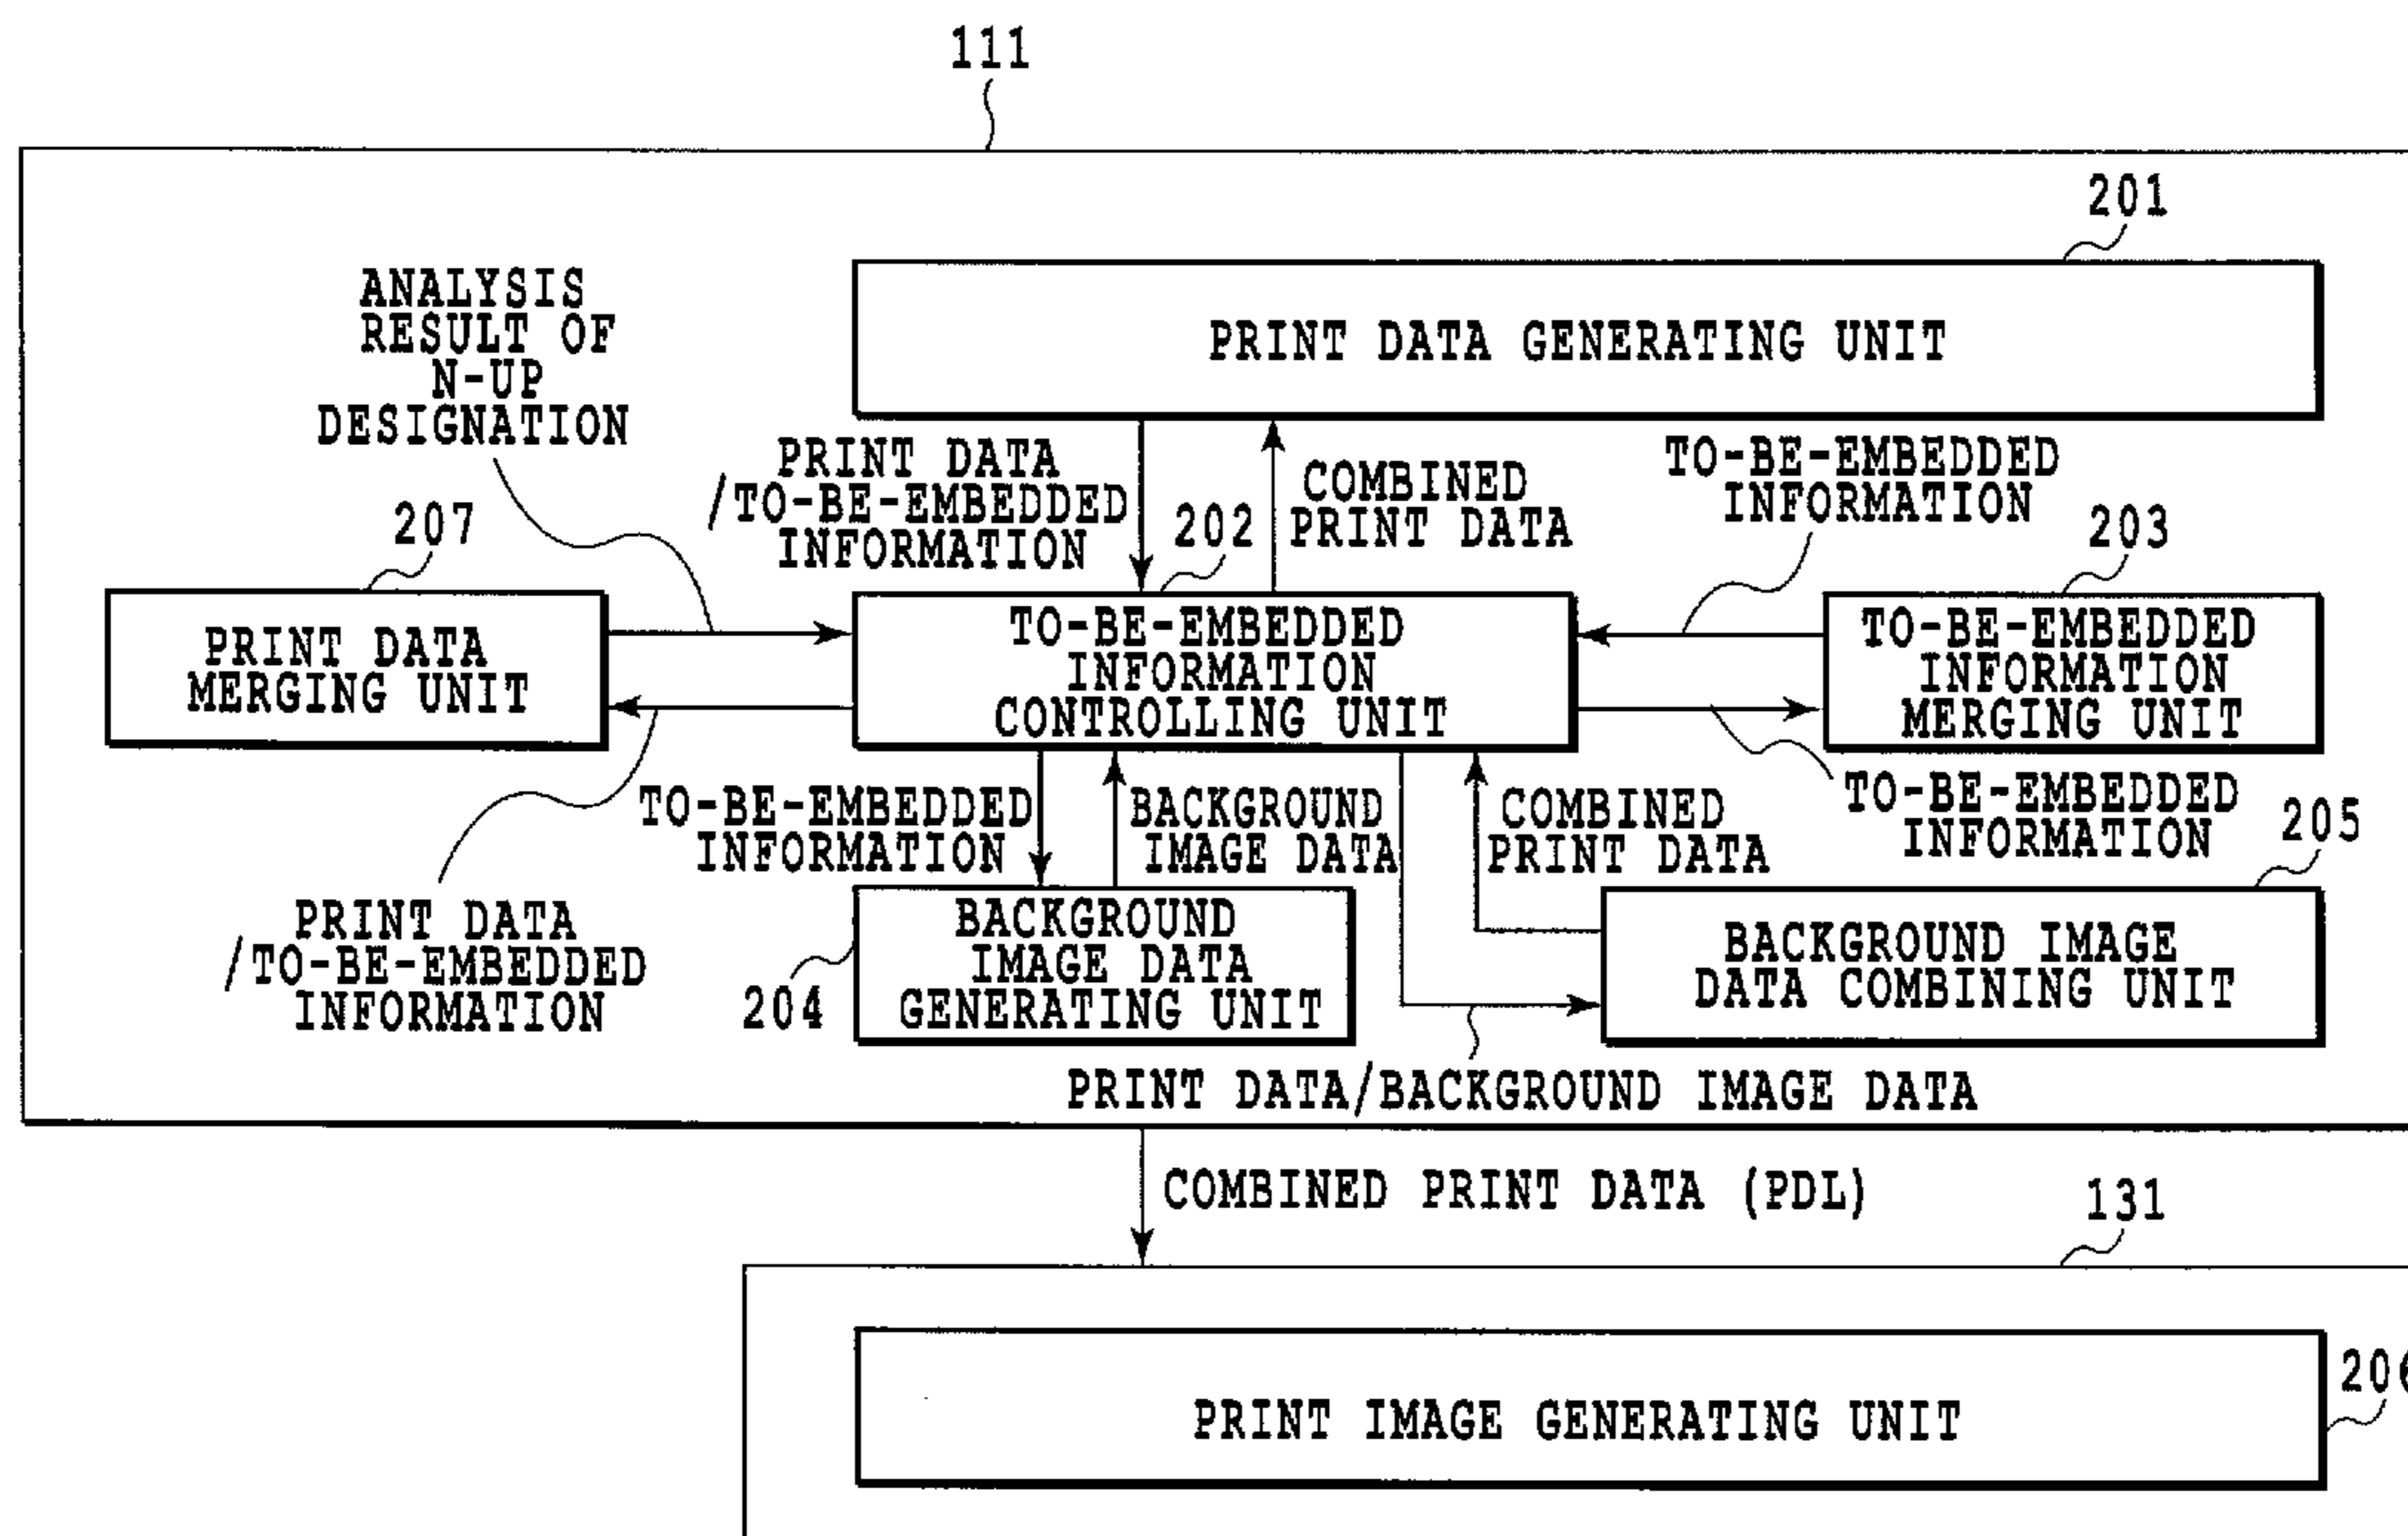 111
201
PRINT DATA GENERATING UNIT
ANALYSIS
RESULT OF
N-UP
DESIGNATION
PRINT DATA
/TO-BE-EMBEDDED
INFORMATION
COMBINED
PRINT DATA
TO-BE-EMBEDDED
INFORMATION
207
202
203
PRINT DATA
MERGING UNIT
TO-BE-EMBEDDED
INFORMATION
CONTROLLING UNIT
TO-BE-EMBEDDED
INFORMATION
MERGING UNIT
TO-BE-EMBEDDED
INFORMATION
BACKGROUND
IMAGE DATA
COMBINED
PRINT DATA
TO-BE-EMBEDDED
INFORMATION
205
PRINT DATA
/TO-BE-EMBEDDED
INFORMATION
204
BACKGROUND
IMAGE DATA
GENERATING UNIT
BACKGROUND IMAGE
DATA COMBINING UNIT
PRINT DATA/BACKGROUND IMAGE DATA
COMBINED PRINT DATA (PDL)
131
PRINT IMAGE GENERATING UNIT
206